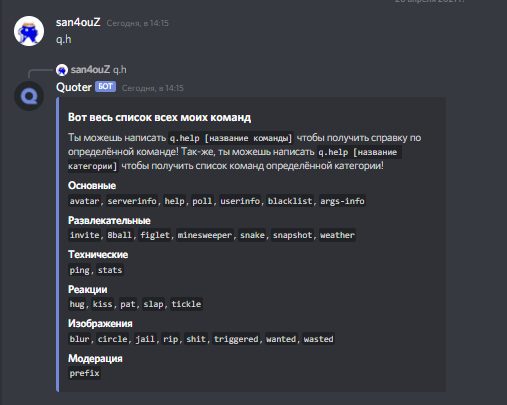 san4ouZ Сегодня, в 14:15
q.h
san4ouZ q.h
Quoter БОТ Сегодня, в 14:15
Вот весь список всех моих команд
Ты можешь написать q.help [название команды] чтобы получить справку по
определённой команде! Так-же, ты можешь написать q.help [название
категории] чтобы получить список команд определённой категории!
Основные
avatar, serverinfo, help, poll, userinfo, blacklist, args-info
Развлекательные
invite, 8ball, figlet, minesweeper, snake, snapshot, weather
Технические
ping, stats
Реакции
hug, kiss, pat, slap, tickle
Изображения
blur, circle, jail, rip, shit, triggered, wanted, wasted
Модерация
prefix